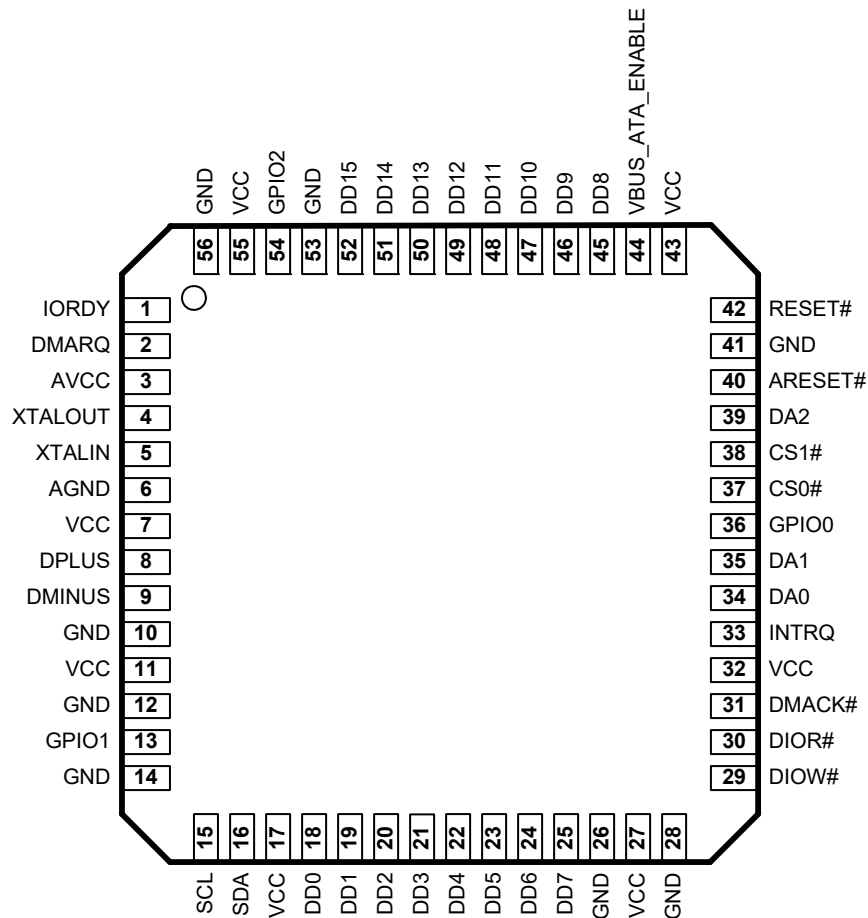 GND
VCC
GPIO2
GND
DD15
DD14
DD13
DD12
DD11
DD10
DD9
DD8
VBUS_ATA_ENABLE
VCC
56
55
54
53
52
51
50
49
48
47
46
45
44
43
IORDY 1
DMARQ 2
AVCC 3
XTALOUT 4
XTALIN 5
AGND 6
VCC 7
DPLUS 8
DMINUS 9
GND 10
VCC 11
GND 12
GPIO1 13
GND 14
42 RESET#
41 GND
40 ARESET#
39 DA2
38 CS1#
37 CS0#
36 GPIO0
35 DA1
34 DA0
33 INTRQ
32 VCC
31 DMACK#
30 DIOR#
29 DIOW#
15
16
17
18
19
20
21
22
23
24
25
26
27
28
SCL
SDA
VCC
DD0
DD1
DD2
DD3
DD4
DD5
DD6
DD7
GND
VCC
GND